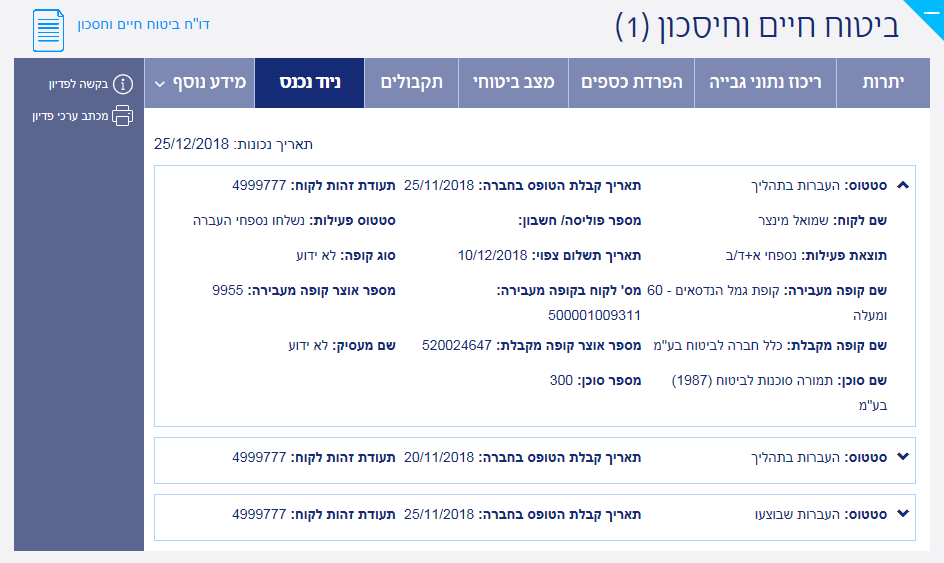 ביטוח חיים וחיסכון (1)
דו"ח ביטוח חיים וחסכון
יתרות
ריכוז נתוני גבייה
הפרדת כספים
מצב ביטוחי
תקבולים
ניוד נכנס
מידע נוסף
בקשה לפדיון
מכתב ערכי פדיון
תאריך נכונות: 25/12/2018
סטטוס: העברות בתהליך תאריך קבלת הטופס בחברה: 25/11/2018 תעודת זהות לקוח: 4999777
שם לקוח: שמואל מינצר מספר פוליסה/ חשבון: סטטוס פעילות: נשלחו נספחי העברה
תוצאת פעילות: נספחי א+ד/ב תאריך תשלום צפוי: 10/12/2018 סוג קופה: לא ידוע
שם קופה מעבירה: קופת גמל הנדסאים - 60 מס' לקוח בקופה מעבירה: מספר אוצר קופה מעבירה: 9955
ומעלה 500001009311
שם קופה מקבלת: כלל חברה לביטוח בע"מ מספר אוצר קופה מקבלת: 520024647 שם מעסיק: לא ידוע
שם סוכן: תמורה סוכנות לביטוח (1987) מספר סוכן: 300
בע"מ
סטטוס: העברות בתהליך תאריך קבלת הטופס בחברה: 20/11/2018 תעודת זהות לקוח: 4999777
סטטוס: העברות שבוצעו תאריך קבלת הטופס בחברה: 25/11/2018 תעודת זהות לקוח: 4999777